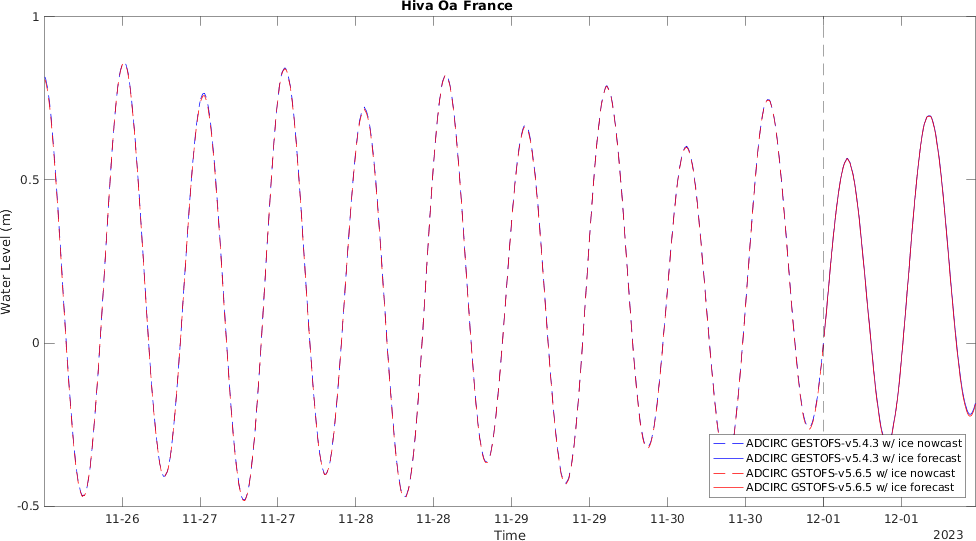 Hiva Oa France
1
0.5
0
-0.5
Water Level (m)
ADCIRC GESTOFS-v5.4.3 w/ ice nowcast
ADCIRC GESTOFS-v5.4.3 w/ ice forecast
ADCIRC GSTOFS-v5.6.5 w/ ice nowcast
ADCIRC GSTOFS-v5.6.5 w/ ice forecast
11-26 11-27 11-27 11-28 11-28 11-29 11-29 11-30 11-30 12-01 12-01
Time
2023